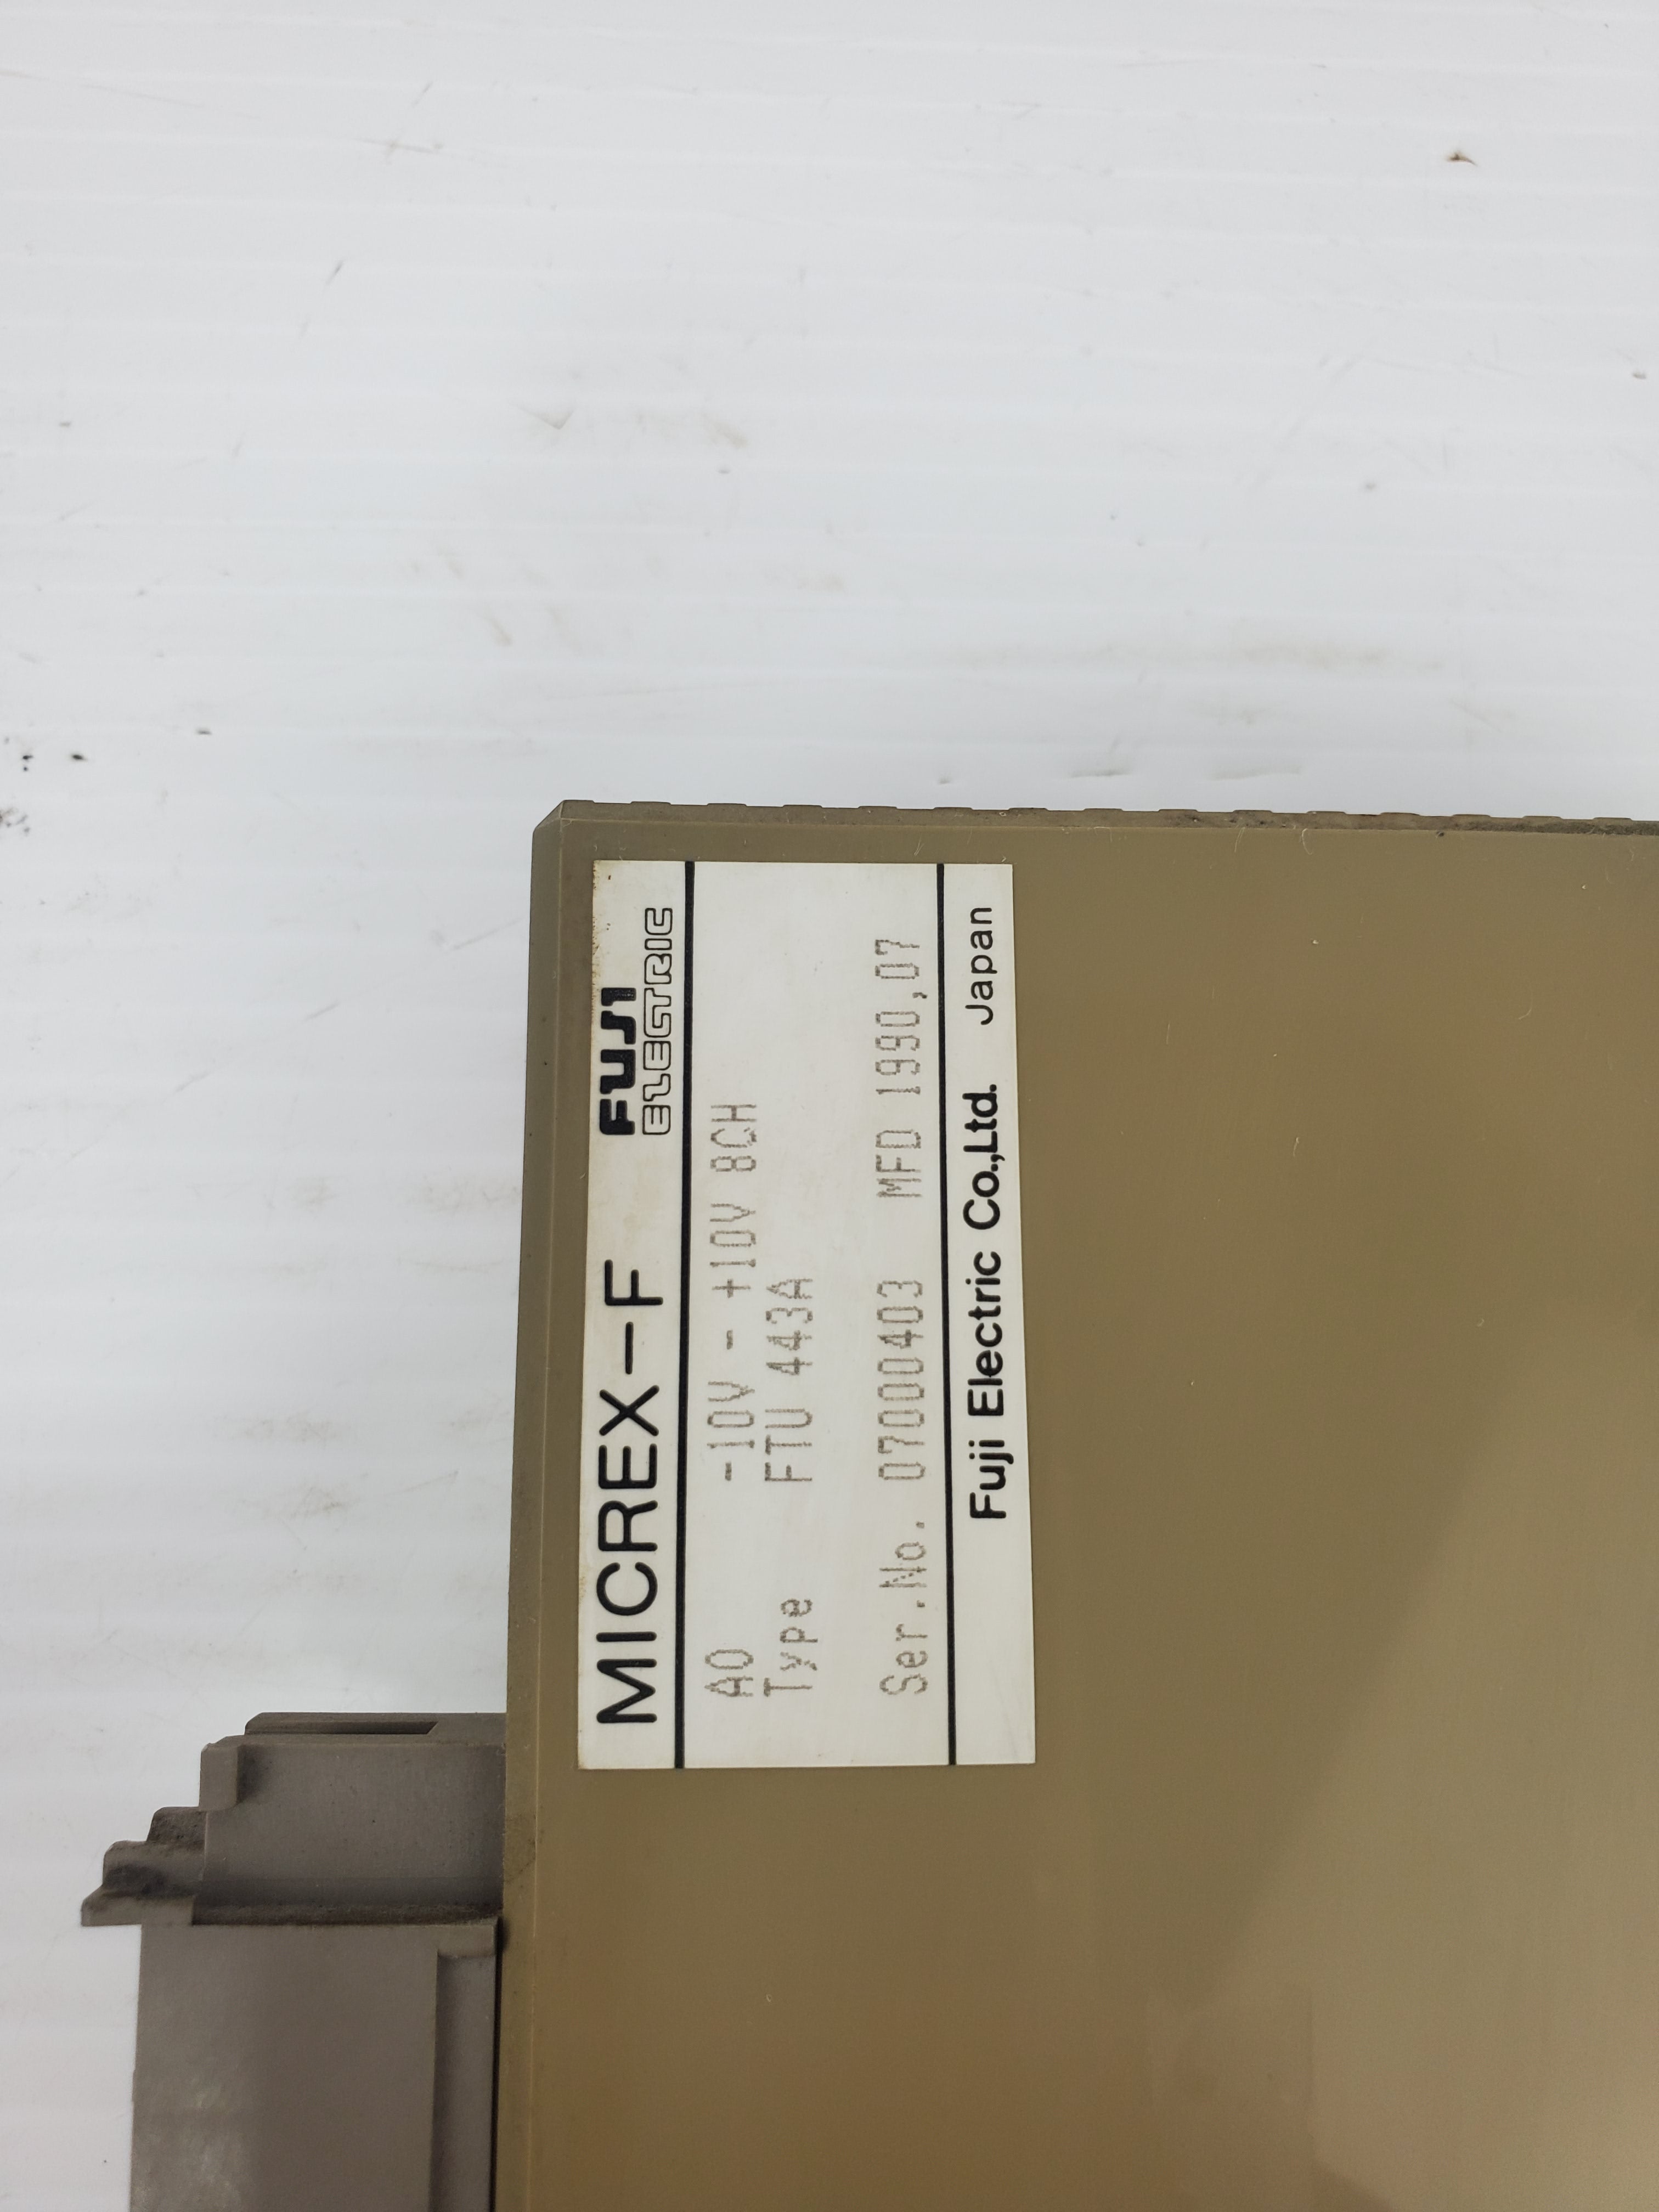 MICREX-F FUJI ELECTRIC
AO -10V - +10V 8CH
Type FTU 443A
Ser.No. 0700403 MFD 1990,07
Fuji Electric Co.,Ltd. Japan